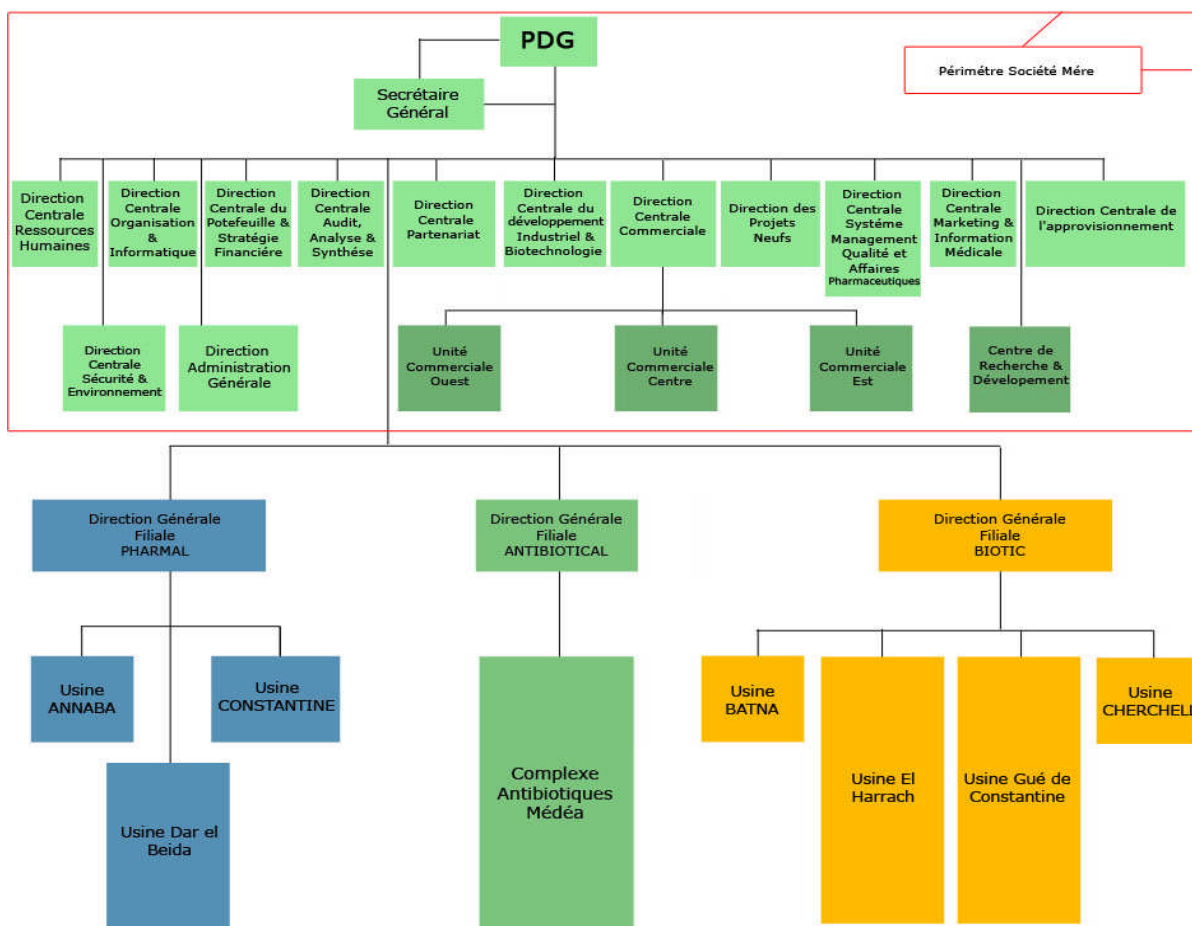 PDG
Périmétre Société Mére
Secrétaire
Général
Direction
Centrale
Ressources
Humaines
Direction
Centrale
Organisation
&
Informatique
Direction
Centrale du
Potefeuille &
Stratégie
Financiére
Direction
Centrale
Audit,
Analyse &
Synthése
Direction
Centrale
Partenariat
Direction
Centrale du
développement
Industriel &
Biotechnologie
Direction
Centrale
Commerciale
Direction des
Projets
Neufs
Direction
Centrale
Systéme
Management
Qualité et
Affaires
Pharmaceutiques
Direction
Centrale
Marketing &
Information
Médicale
Direction Centrale de
l'approvisionnement
Direction
Centrale
Sécurité &
Environnement
Direction
Administration
Générale
Unité
Commerciale
Ouest
Unité
Commerciale
Centre
Unité
Commerciale
Est
Centre de
Recherche &
Dévelopement
Direction Générale
Filiale
PHARMAL
Direction Générale
Filiale
ANTIBIOTICAL
Direction Générale
Filiale
BIOTIC
Usine
ANNABA
Usine
CONSTANTINE
Usine Dar el
Beida
Complexe
Antibiotiques
Médéa
Usine
BATNA
Usine El
Harrach
Usine Gué de
Constantine
Usine
CHERCHELL